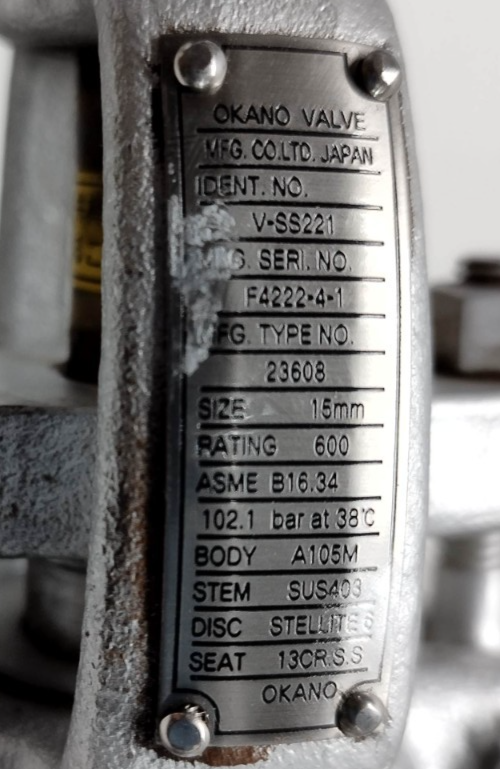 OKANO VALVE
MFG. CO.LTD. JAPAN
IDENT. NO.
V-SS221
MFG. SERI. NO.
F4222-4-1
MFG. TYPE NO.
23608
SIZE 15mm
RATING 600
ASME B16.34
102.1 bar at 38°C
BODY A105M
STEM SUS403
DISC STELLITE 6
SEAT 13CR.S.S
OKANO